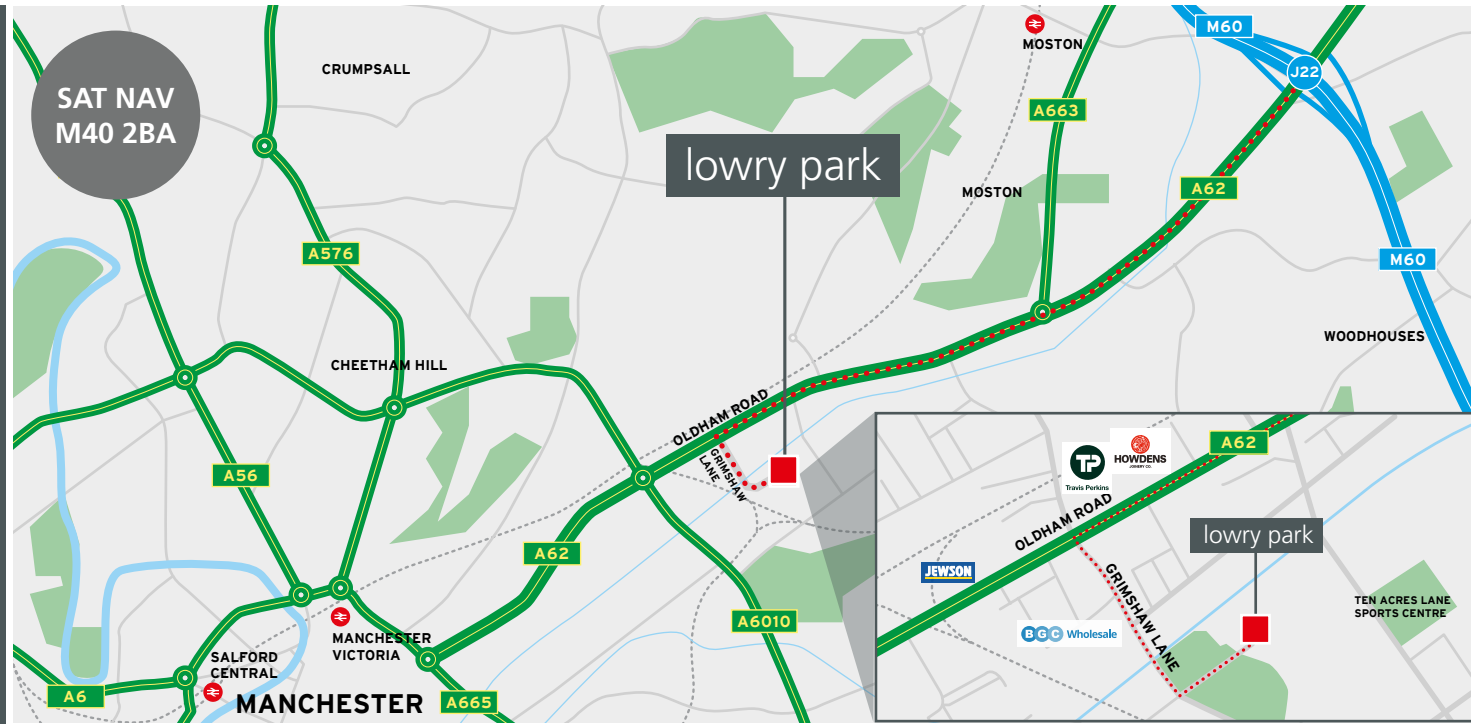 SAT NAV
M40 2BA
CRUMPSALL
MOSTON
M60
J22
A663
lowry park
MOSTON
A62
A576
M60
WOODHOUSES
CHEETHAM HILL
OLDHAM ROAD
GRIMSHAW
LANE
A56
A62
A6010
MANCHESTER
VICTORIA
SALFORD
CENTRAL
A6
MANCHESTER
A665
TP
Travis Perkins
HOWDENS
JOINERY CO.
A62
OLDHAM ROAD
lowry park
JEWSON
GRIMSHAW LANE
BGC Wholesale
TEN ACRES LANE
SPORTS CENTRE